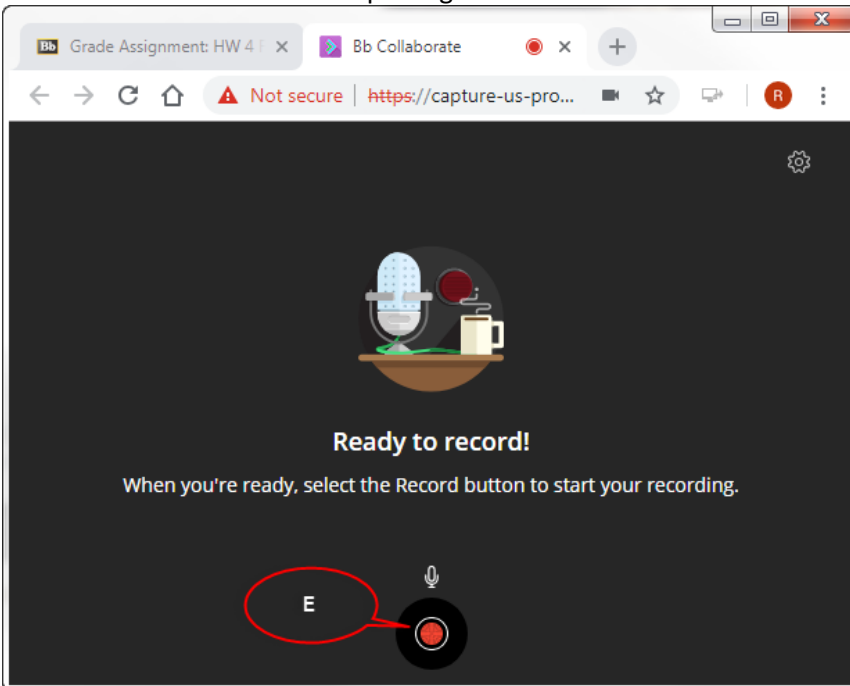 Bb Grade Assignment: HW 4
Bb Collaborate
Not secure | https://capture-us-pro...
R
Ready to record!
When you're ready, select the Record button to start your recording.
E